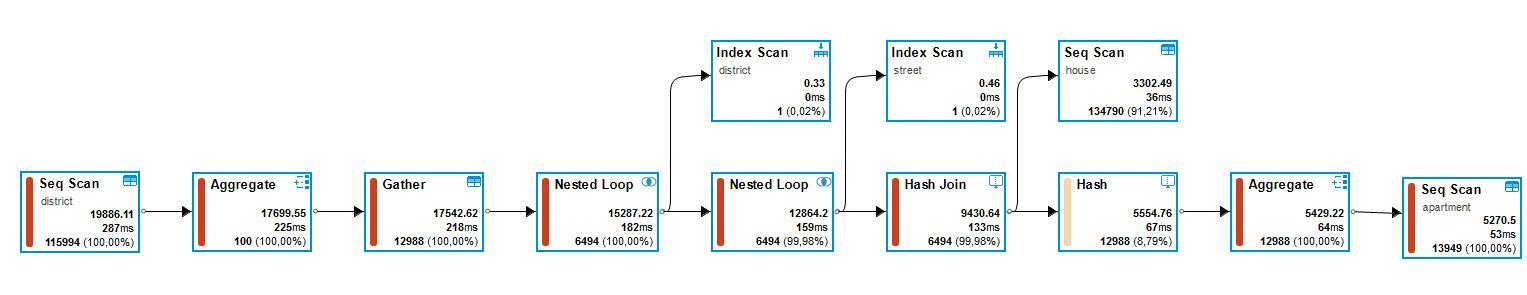 Index Scan
district
0.33
0ms
1 (0,02%)
Index Scan
street
0.46
0ms
1 (0,02%)
Seq Scan
house
3302.49
36ms
134790 (91,21%)
Seq Scan
district
19886.11
287ms
115994 (100,00%)
Aggregate
17699.55
225ms
100 (100,00%)
Gather
17542.62
218ms
12988 (100,00%)
Nested Loop
15287.22
182ms
6494 (100,00%)
Nested Loop
12864.2
159ms
6494 (99,98%)
Hash Join
9430.64
133ms
6494 (99,98%)
Hash
5554.76
67ms
12988 (8,79%)
Aggregate
5429.22
64ms
12988 (100,00%)
Seq Scan
apartment
5270.5
53ms
13949 (100,00%)